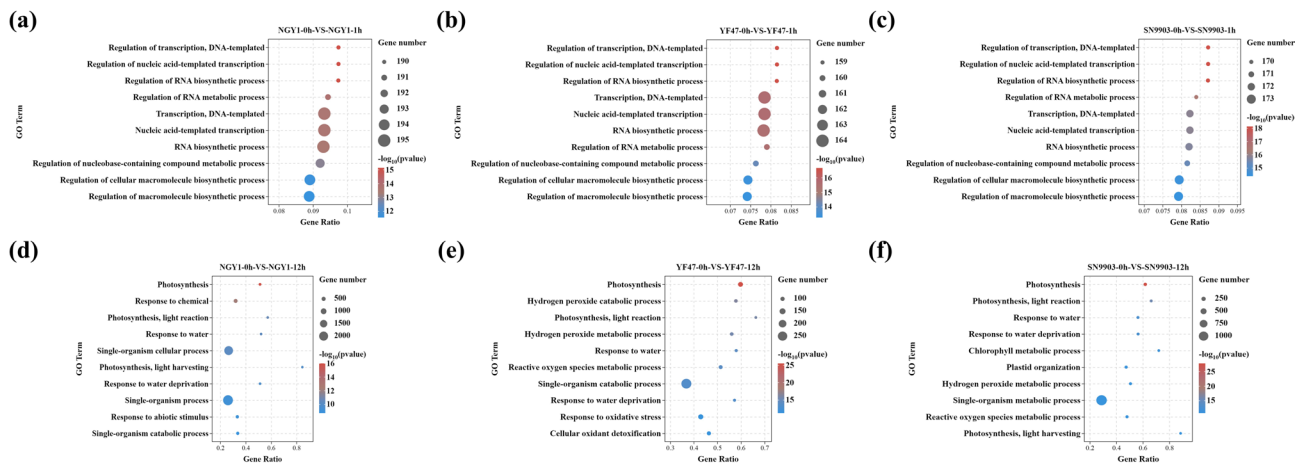 (a)
NGY1-0h-VS-NGY1-1h
GO Term
Regulation of transcription, DNA-templated
Regulation of nucleic acid-templated transcription
Regulation of RNA biosynthetic process
Regulation of RNA metabolic process
Transcription, DNA-templated
Nucleic acid-templated transcription
RNA biosynthetic process
Regulation of nucleobase-containing compound metabolic process
Regulation of cellular macromolecule biosynthetic process
Regulation of macromolecule biosynthetic process
0.08 0.09 0.1
Gene Ratio
Gene number
190
191
192
193
194
195
-log10(pvalue)
15
14
13
12
(b)
YF47-0h-VS-YF47-1h
GO Term
Regulation of transcription, DNA-templated
Regulation of nucleic acid-templated transcription
Regulation of RNA biosynthetic process
Transcription, DNA-templated
Nucleic acid-templated transcription
RNA biosynthetic process
Regulation of RNA metabolic process
Regulation of nucleobase-containing compound metabolic process
Regulation of cellular macromolecule biosynthetic process
Regulation of macromolecule biosynthetic process
0.07 0.075 0.08 0.085
Gene Ratio
Gene number
159
160
161
162
163
164
-log10(pvalue)
16
15
14
13
(c)
SN9903-0h-VS-SN9903-1h
GO Term
Regulation of transcription, DNA-templated
Regulation of nucleic acid-templated transcription
Regulation of RNA biosynthetic process
Regulation of RNA metabolic process
Transcription, DNA-templated
Nucleic acid-templated transcription
RNA biosynthetic process
Regulation of nucleobase-containing compound metabolic process
Regulation of cellular macromolecule biosynthetic process
Regulation of macromolecule biosynthetic process
0.07 0.075 0.08 0.085 0.09 0.095
Gene Ratio
Gene number
170
171
172
173
-log10(pvalue)
18
17
16
15
(d)
NGY1-0h-VS-NGY1-12h
GO Term
Photosynthesis
Response to chemical
Photosynthesis, light reaction
Response to water
Single-organism cellular process
Photosynthesis, light harvesting
Response to water deprivation
Single-organism process
Response to abiotic stimulus
Single-organism catabolic process
0.2 0.4 0.6 0.8
Gene Ratio
Gene number
500
1000
1500
2000
-log10(pvalue)
16
14
12
10
(e)
YF47-0h-VS-YF47-12h
GO Term
Photosynthesis
Hydrogen peroxide catabolic process
Photosynthesis, light reaction
Hydrogen peroxide metabolic process
Response to water
Reactive oxygen species metabolic process
Single-organism catabolic process
Response to water deprivation
Response to oxidative stress
Cellular oxidant detoxification
0.3 0.4 0.5 0.6 0.7
Gene Ratio
Gene number
100
150
200
250
-log10(pvalue)
25
20
15
(f)
SN9903-0h-VS-SN9903-12h
GO Term
Photosynthesis
Photosynthesis, light reaction
Response to water
Response to water deprivation
Chlorophyll metabolic process
Plastid organization
Hydrogen peroxide metabolic process
Single-organism metabolic process
Reactive oxygen species metabolic process
Photosynthesis, light harvesting
0.2 0.4 0.6 0.8
Gene Ratio
Gene number
250
500
750
1000
-log10(pvalue)
25
20
15